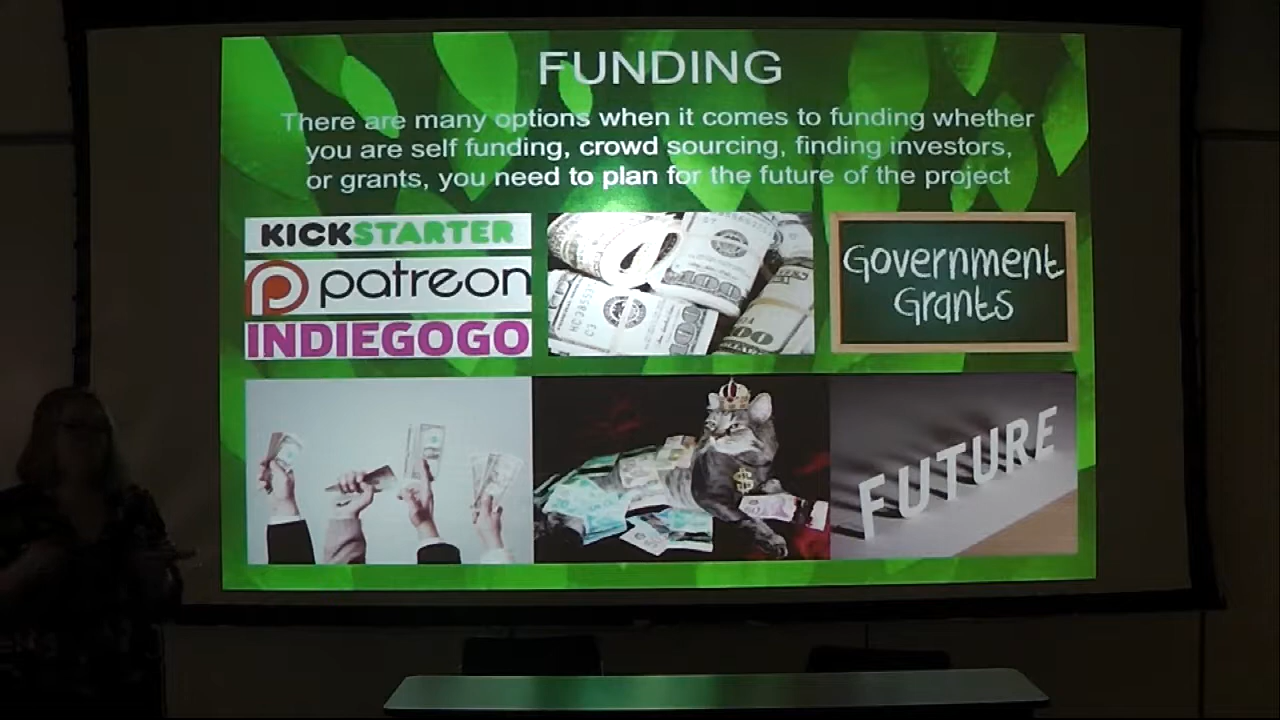 FUNDING
There are many options when it comes to funding whether
you are self funding, crowd sourcing, finding investors,
or grants, you need to plan for the future of the project
KICKSTARTER
patreon
INDIEGOGO
100
Government
Grants
$
FUTURE